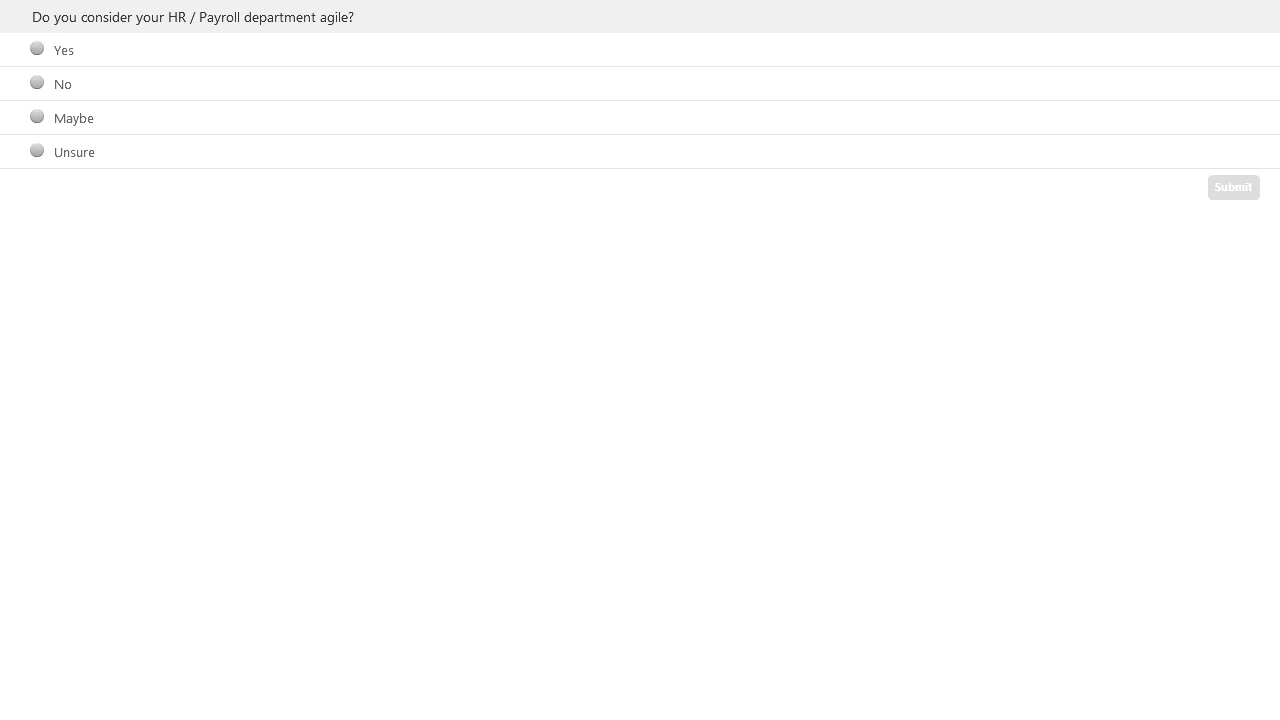 Do you consider your HR / Payroll department agile?
Yes
No
Maybe
Unsure
Submit